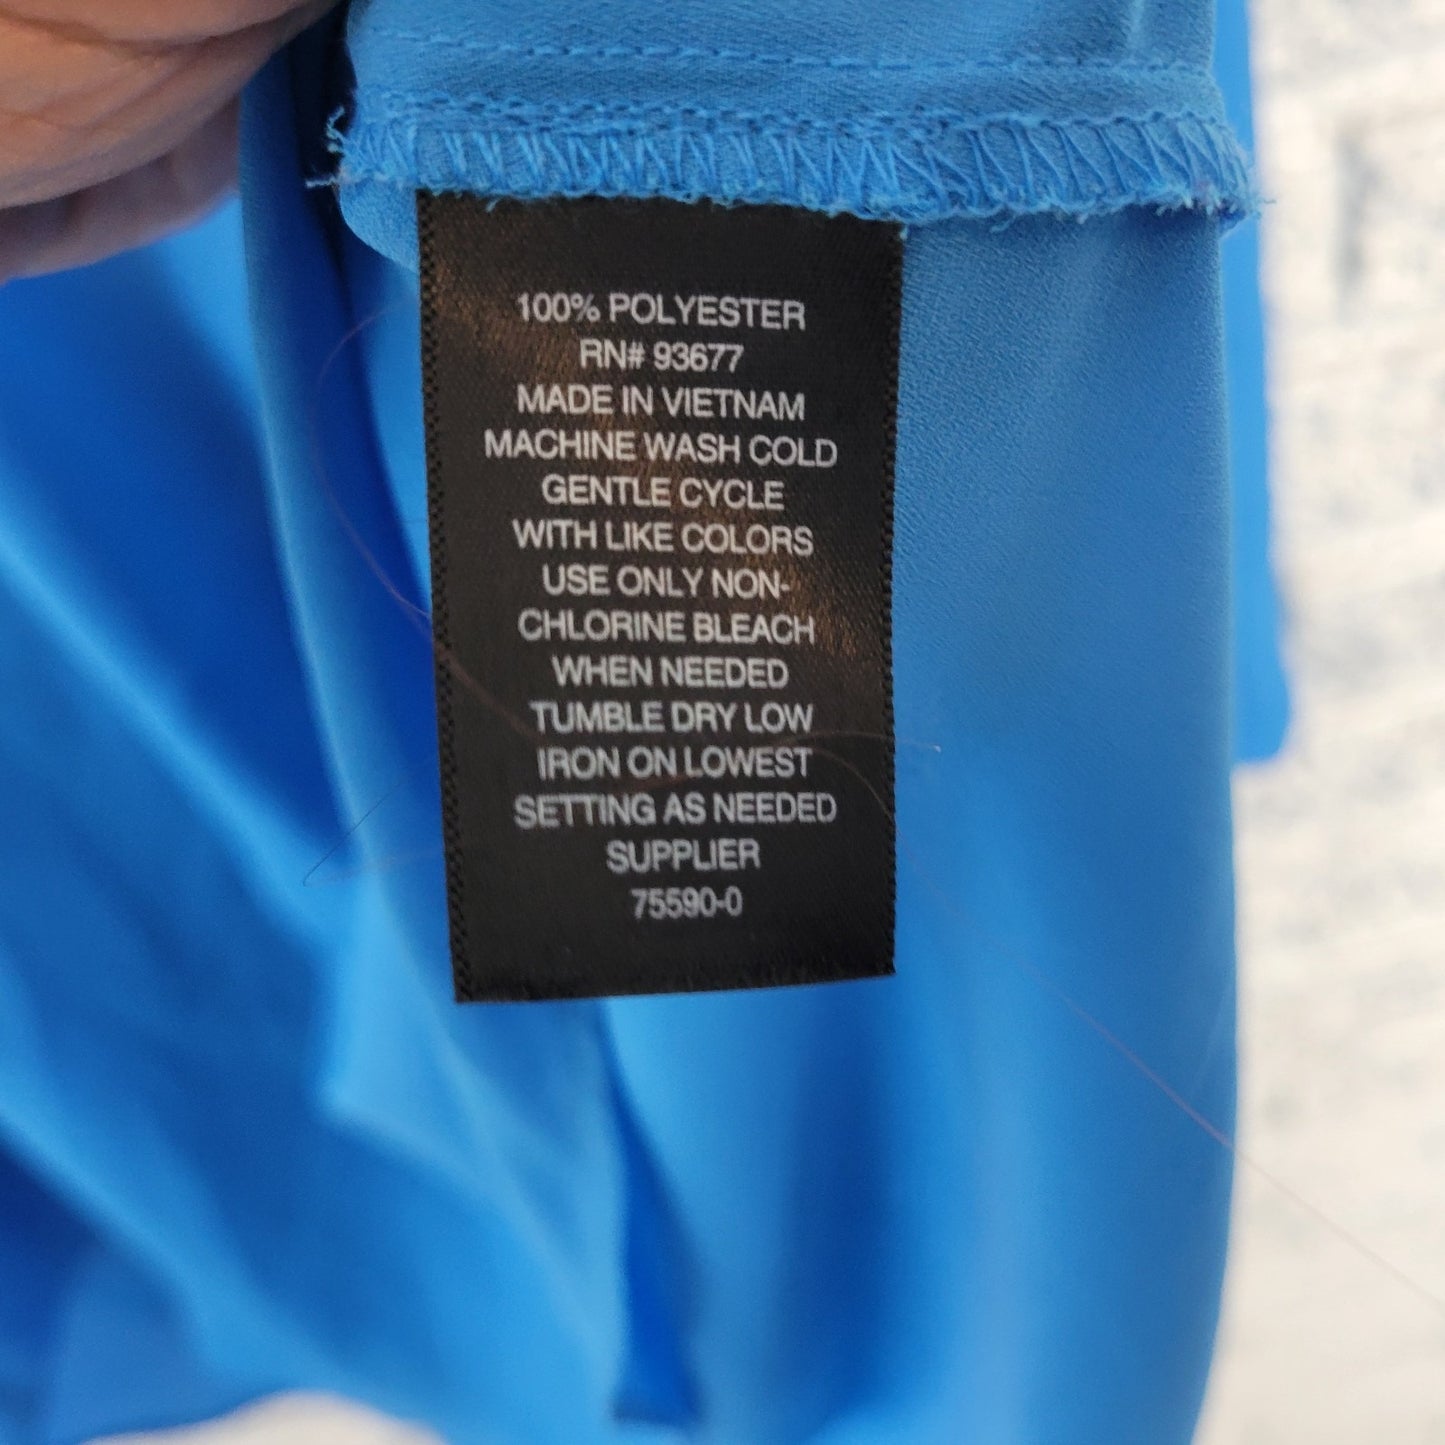 100% POLYESTER
RN# 93677
MADE IN VIETNAM
MACHINE WASH COLD
GENTLE CYCLE
WITH LIKE COLORS
USE ONLY NON-
CHLORINE BLEACH
WHEN NEEDED
TUMBLE DRY LOW
IRON ON LOWEST
SETTING AS NEEDED
SUPPLIER
75590-0